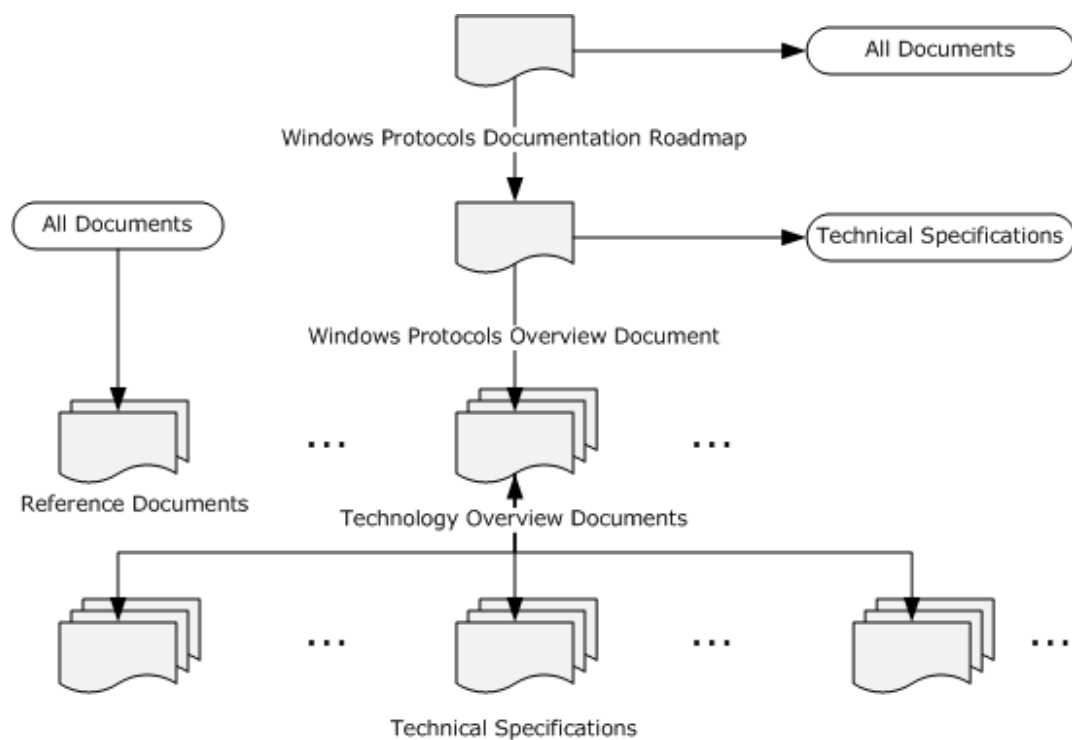 All Documents
Windows Protocols Documentation Roadmap
All Documents
Technical Specifications
Windows Protocols Overview Document
...
...
Reference Documents
Technology Overview Documents
...
...
...
Technical Specifications